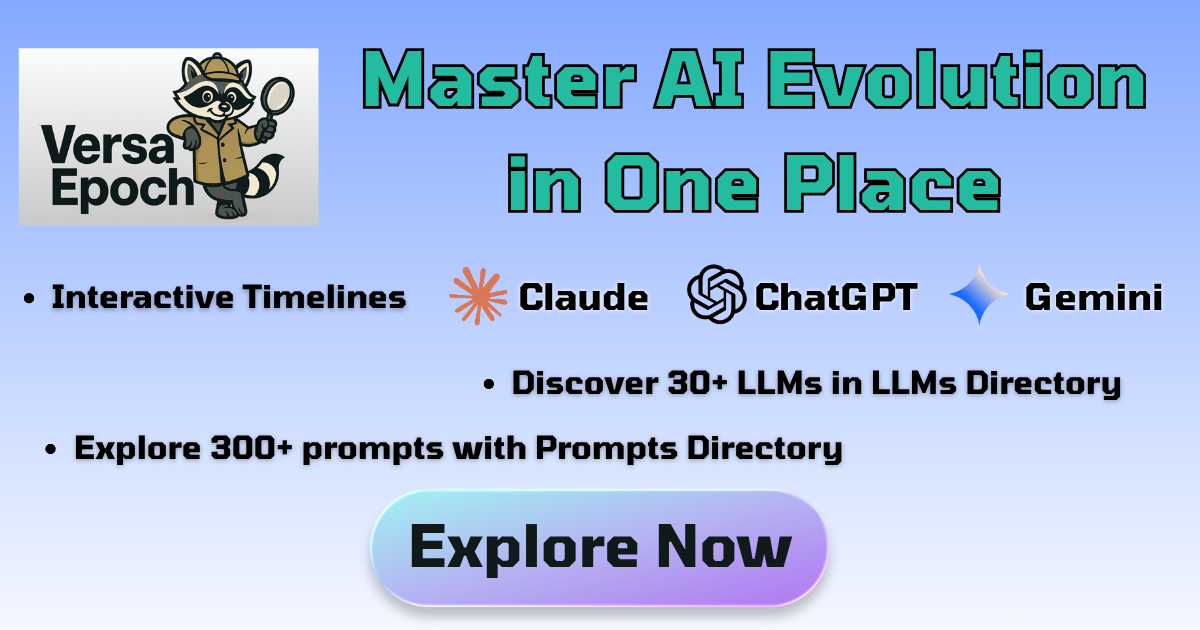 Versa
Epoch
Master AI Evolution
in One Place
• Interactive Timelines
Claude
ChatGPT
Gemini
• Discover 30+ LLMs in LLMs Directory
• Explore 300+ prompts with Prompts Directory
Explore Now